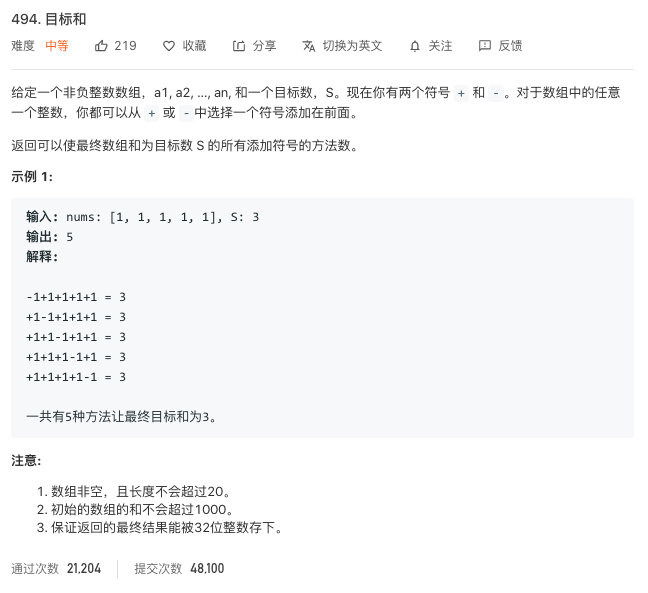 494. 目标和
难度 中等 219 收藏 分享 切换为英文 关注 反馈
给定一个非负整数数组，a1, a2, ..., an, 和一个目标数，S。现在你有两个符号 + 和 -。对于数组中的任意
一个整数，你都可以从 + 或 -中选择一个符号添加在前面。
返回可以使最终数组和为目标数 S 的所有添加符号的方法数。
示例 1:
输入: nums: [1, 1, 1, 1, 1], S: 3
输出: 5
解释:
-1+1+1+1+1 = 3
+1-1+1+1+1 = 3
+1+1-1+1+1 = 3
+1+1+1-1+1 = 3
+1+1+1+1-1 = 3
一共有5种方法让最终目标和为3。
注意:
1. 数组非空，且长度不会超过20。
2. 初始的数组的和不会超过1000。
3. 保证返回的最终结果能被32位整数存下。
通过次数 21,204 提交次数 48,100